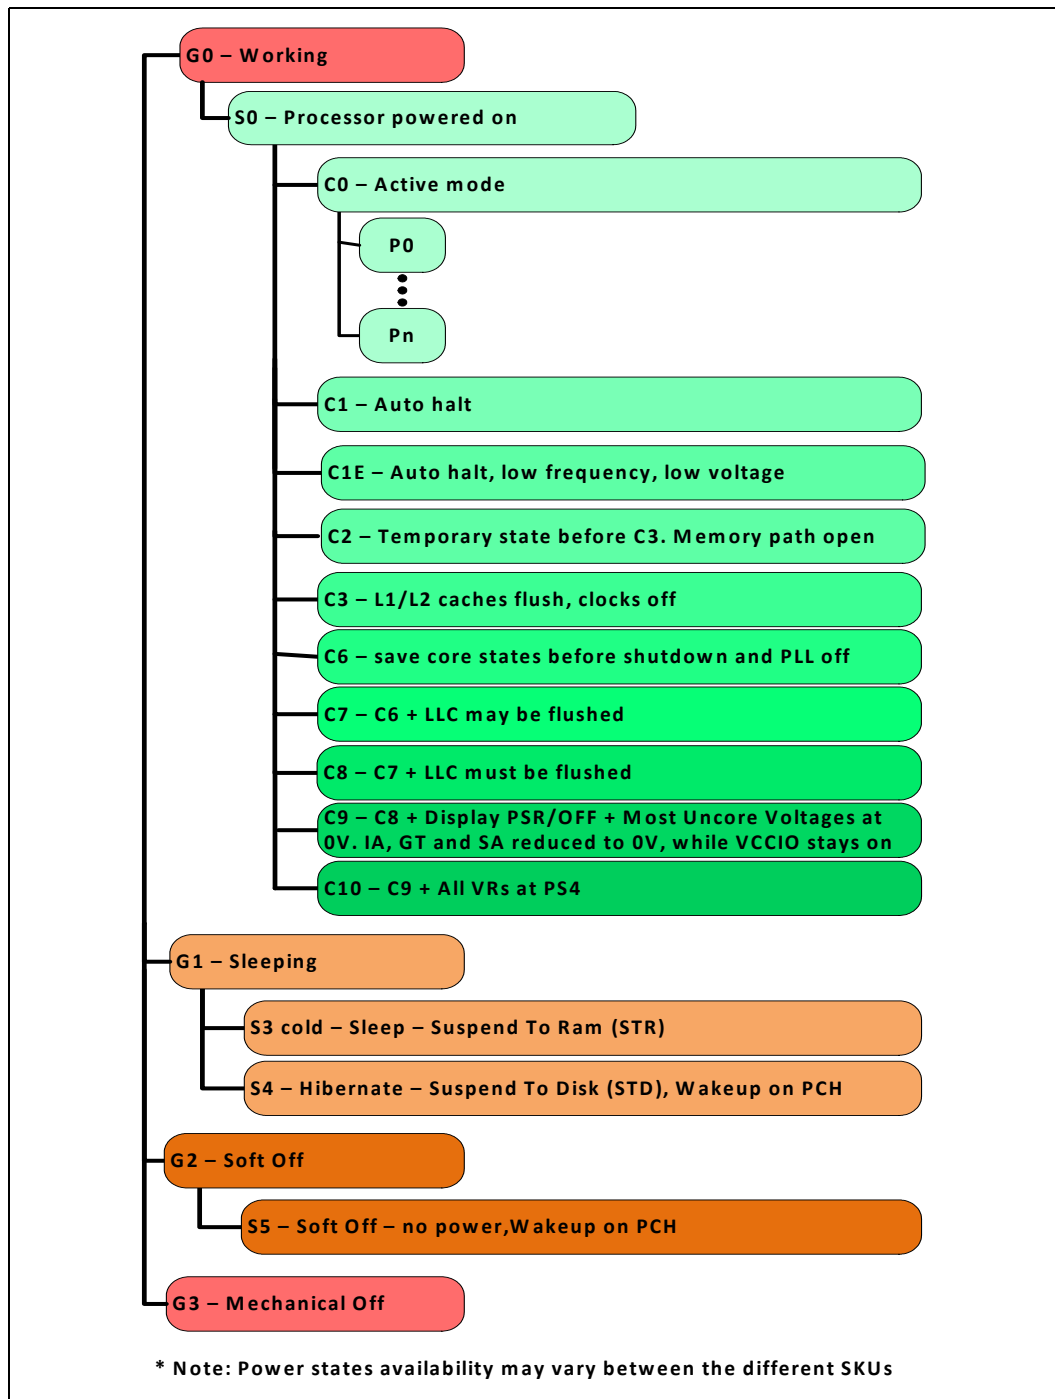 G0 – Working
S0 – Processor powered on
C0 – Active mode
P0
Pn
C1 – Auto halt
C1E – Auto halt, low frequency, low voltage
C2 – Temporary state before C3. Memory path open
C3 – L1/L2 caches flush, clocks off
C6 – save core states before shutdown and PLL off
C7 – C6 + LLC may be flushed
C8 – C7 + LLC must be flushed
C9 – C8 + Display PSR/OFF + Most Uncore Voltages at
0V. IA, GT and SA reduced to 0V, while VCCIO stays on
C10 – C9 + All VRs at PS4
G1 – Sleeping
S3 cold – Sleep – Suspend To Ram (STR)
S4 – Hibernate – Suspend To Disk (STD), Wakeup on PCH
G2 – Soft Off
S5 – Soft Off – no power,Wakeup on PCH
G3 – Mechanical Off
* Note: Power states availability may vary between the different SKUs